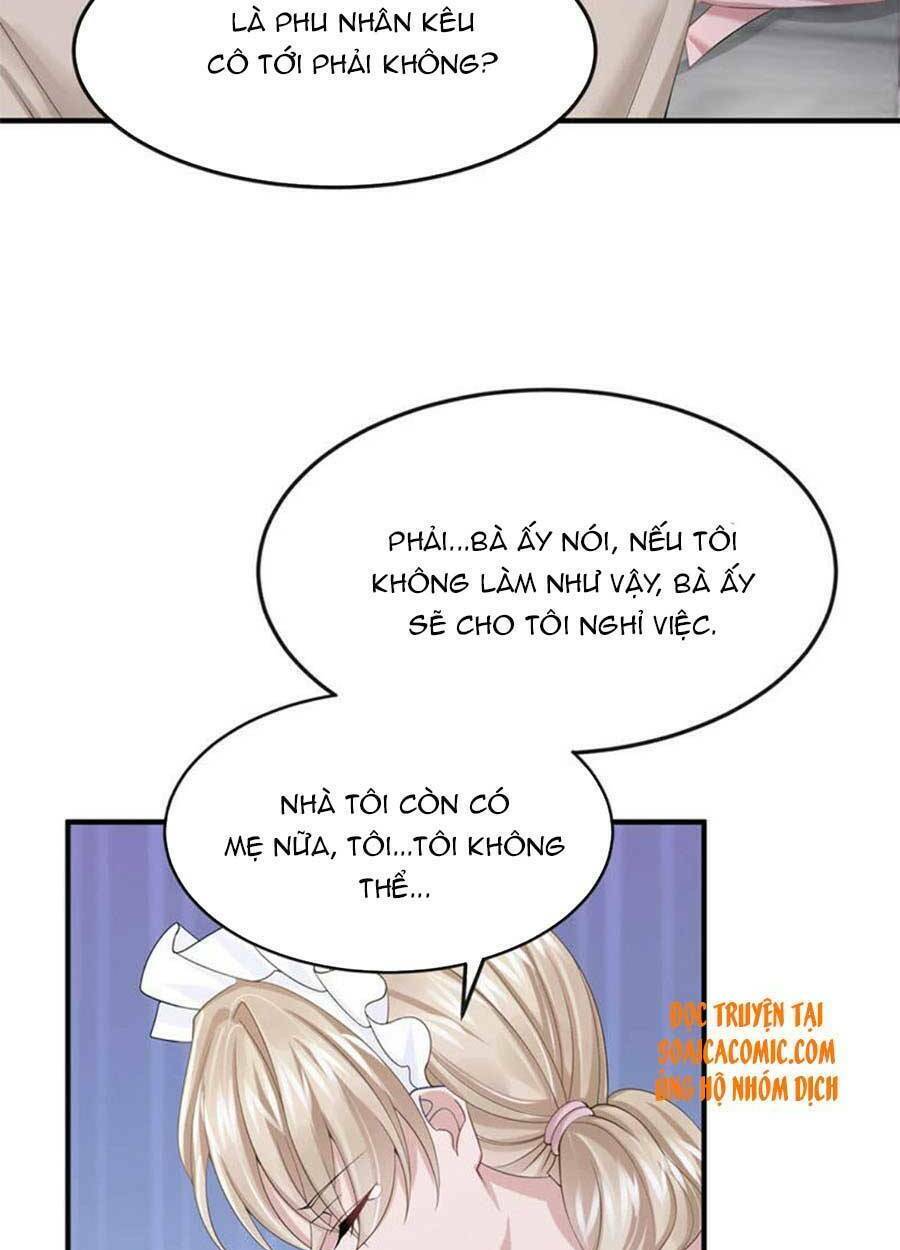 LÀ PHU NHÂN KÊU
CÔ TỚI PHẢI KHÔNG?
PHẢI...BÀ ẤY NÓI, NẾU TÔI
KHÔNG LÀM NHƯ VẬY, BÀ ẤY
SẼ CHO TÔI NGHỈ VIỆC.
NHÀ TÔI CÒN CÓ
MẸ NỮA, TÔI...TÔI KHÔNG
THỂ...
ĐỌC TRUYỆN TẠI
SOAICACOMIC.COM
ỦNG HỘ NHÓM DỊCH